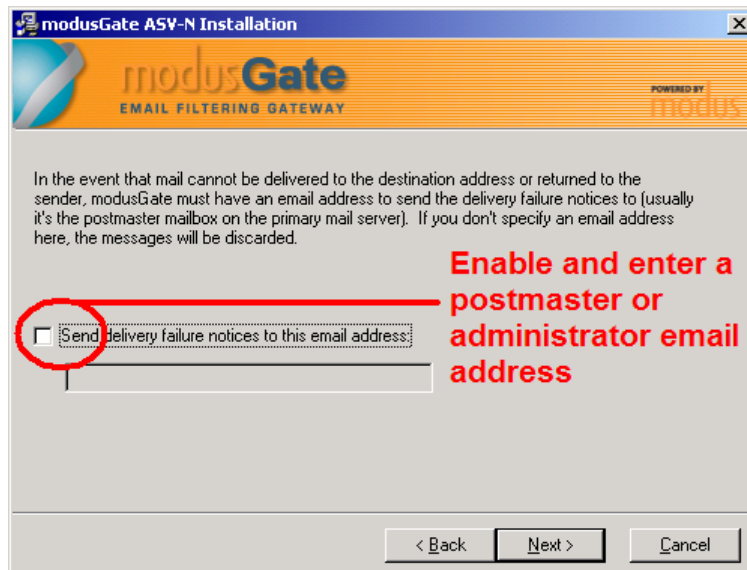 modusGate ASV-N Installation
modusGate
EMAIL FILTERING GATEWAY
POWERED BY
modus
In the event that mail cannot be delivered to the destination address or returned to the
sender, modusGate must have an email address to send the delivery failure notices to (usually
it's the postmaster mailbox on the primary mail server).  If you don't specify an email address
here, the messages will be discarded.
Enable and enter a
postmaster or
administrator email
address
Send delivery failure notices to this email address:
< Back
Next >
Cancel